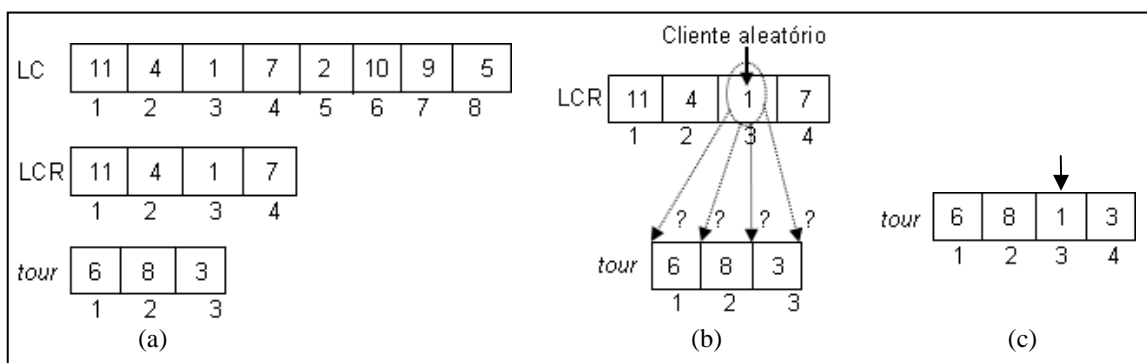 LC 11 4 1 7 2 10 9 5
1 2 3 4 5 6 7 8
LCR 11 4 1 7
1 2 3 4
tour 6 8 3
1 2 3
(a)
Cliente aleatório
LCR 11 4 1 7
1 2 3 4
? ? ? ?
tour 6 8 3
1 2 3
(b)
tour 6 8 1 3
1 2 3 4
(c)